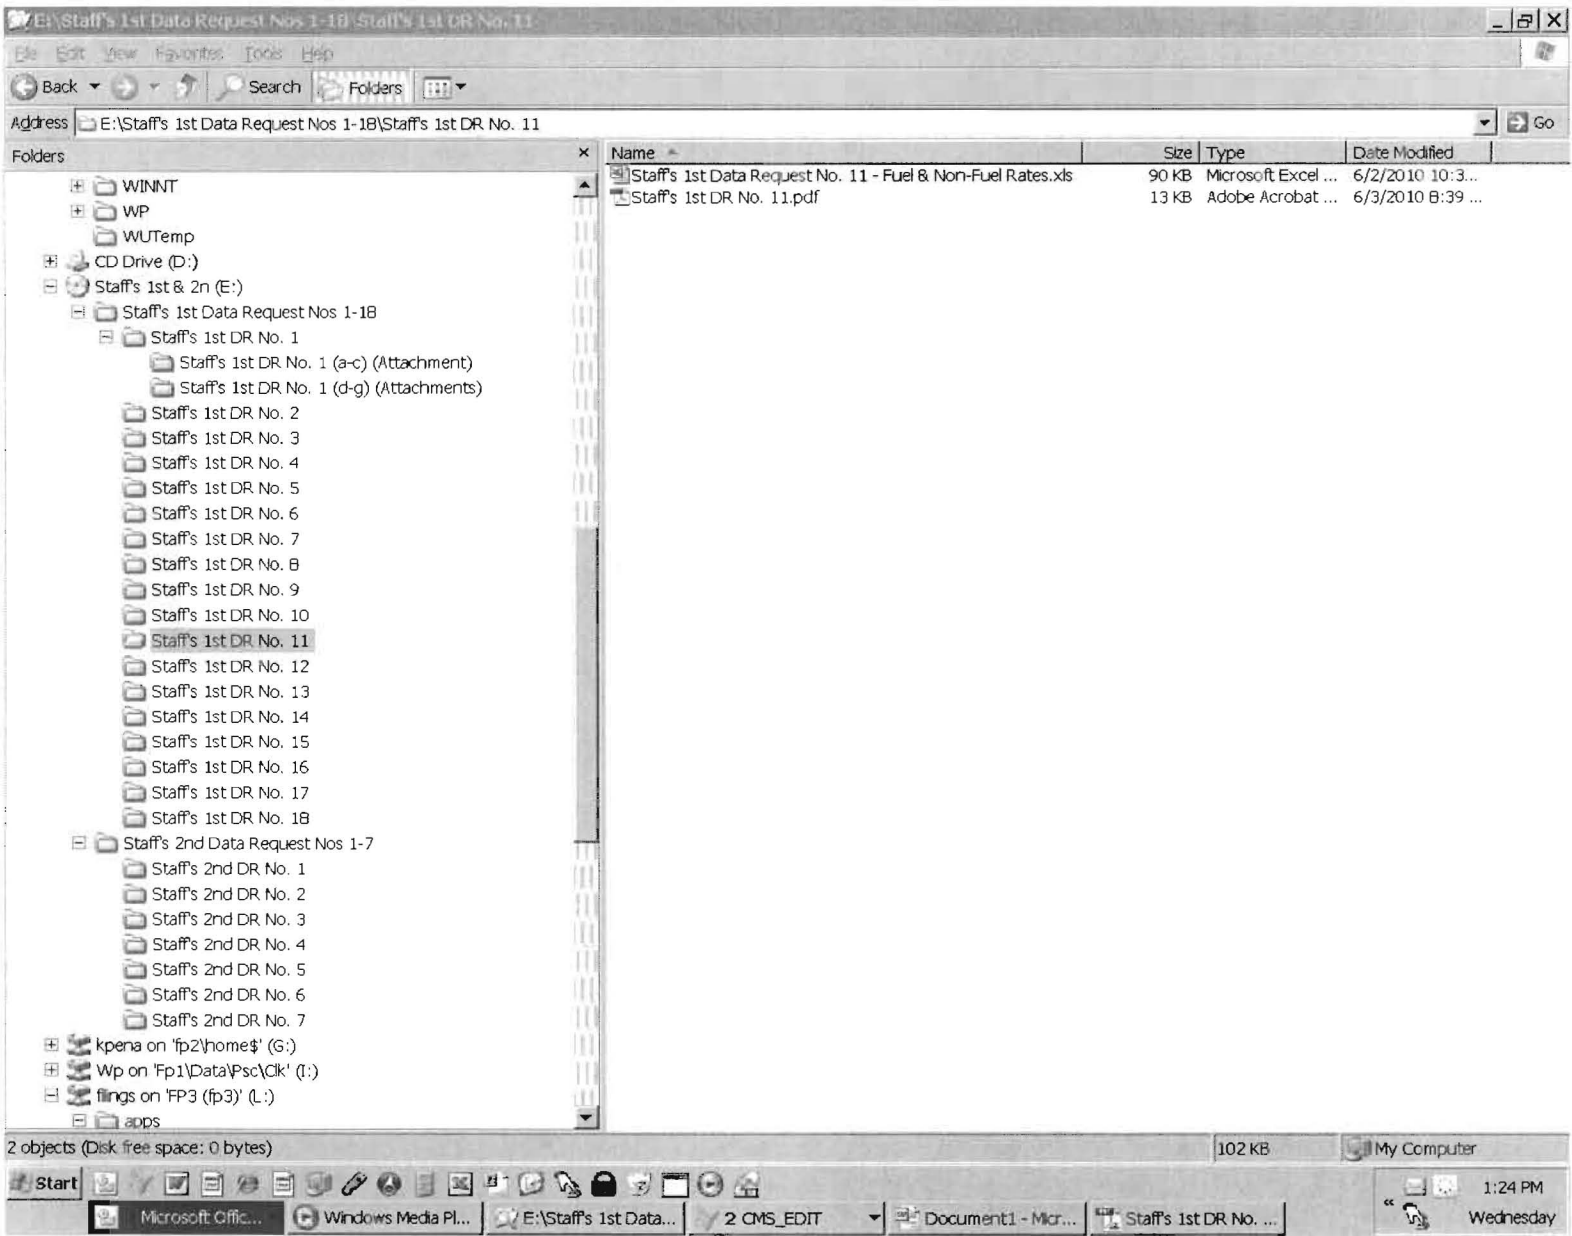 E:\Staff's 1st Data Request Nos 1-18\Staff's 1st DR No. 11
File Edit View Favorites Tools Help
Back Search Folders
Address E:\Staff's 1st Data Request Nos 1-18\Staff's 1st DR No. 11 Go
Folders × Name Size Type Date Modified
Staff's 1st Data Request No. 11 - Fuel & Non-Fuel Rates.xls 90 KB Microsoft Excel ... 6/2/2010 10:3...
Staff's 1st DR No. 11.pdf 13 KB Adobe Acrobat ... 6/3/2010 8:39 ...
WINNT
WP
WUTemp
CD Drive (D:)
Staff's 1st & 2n (E:)
Staff's 1st Data Request Nos 1-18
Staff's 1st DR No. 1
Staff's 1st DR No. 1 (a-c) (Attachment)
Staff's 1st DR No. 1 (d-g) (Attachments)
Staff's 1st DR No. 2
Staff's 1st DR No. 3
Staff's 1st DR No. 4
Staff's 1st DR No. 5
Staff's 1st DR No. 6
Staff's 1st DR No. 7
Staff's 1st DR No. 8
Staff's 1st DR No. 9
Staff's 1st DR No. 10
Staff's 1st DR No. 11
Staff's 1st DR No. 12
Staff's 1st DR No. 13
Staff's 1st DR No. 14
Staff's 1st DR No. 15
Staff's 1st DR No. 16
Staff's 1st DR No. 17
Staff's 1st DR No. 18
Staff's 2nd Data Request Nos 1-7
Staff's 2nd DR No. 1
Staff's 2nd DR No. 2
Staff's 2nd DR No. 3
Staff's 2nd DR No. 4
Staff's 2nd DR No. 5
Staff's 2nd DR No. 6
Staff's 2nd DR No. 7
kpena on 'fp2\home$' (G:)
Wp on 'Fp1\Data\Psc\Clk' (I:)
filings on 'FP3 (fp3)' (L:)
apps
2 objects (Disk free space: 0 bytes) 102 KB My Computer
Start « 1:24 PM
Microsoft Offic... Windows Media Pl... E:\Staff's 1st Data... 2 CMS_EDIT Document1 - Micr... Staff's 1st DR No. ... Wednesday